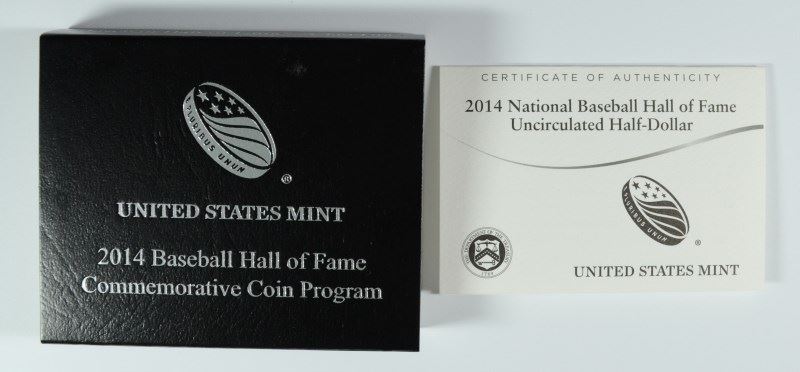 E PLURIBUS UNUM
®
UNITED STATES MINT
2014 Baseball Hall of Fame
Commemorative Coin Program
CERTIFICATE OF AUTHENTICITY
2014 National Baseball Hall of Fame
Uncirculated Half-Dollar
E PLURIBUS UNUM
®
UNITED STATES MINT